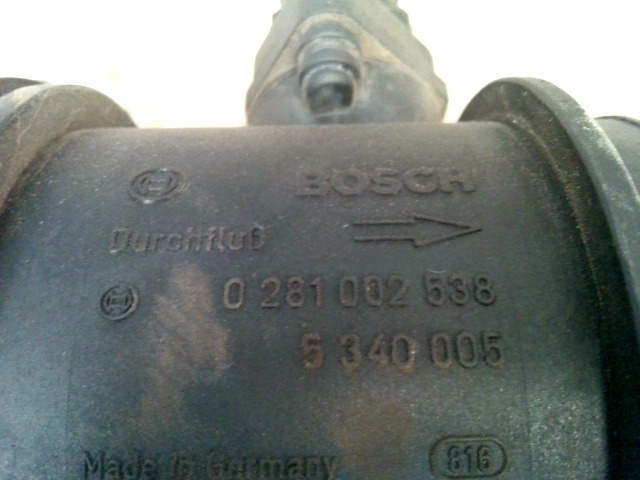 BOSCH
Durchfluß
0 281 002 538
5 340 005
Made in Germany 816